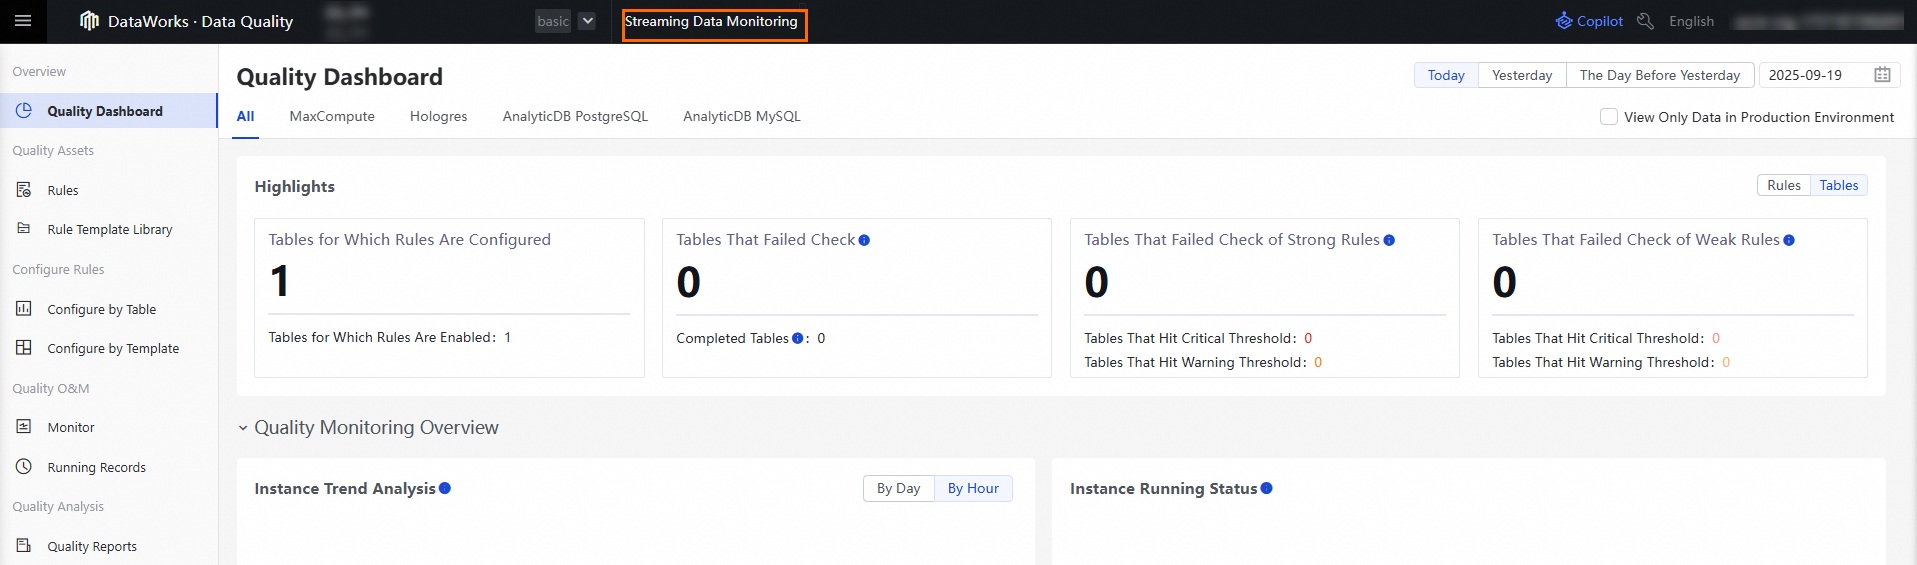 DataWorks · Data Quality
basic
Streaming Data Monitoring
Copilot
English
Overview
Quality Dashboard
Quality Assets
Rules
Rule Template Library
Configure Rules
Configure by Table
Configure by Template
Quality O&M
Monitor
Running Records
Quality Analysis
Quality Reports
Quality Dashboard
Today Yesterday The Day Before Yesterday 2025-09-19
All MaxCompute Hologres AnalyticDB PostgreSQL AnalyticDB MySQL
View Only Data in Production Environment
Highlights
Rules Tables
Tables for Which Rules Are Configured
1
Tables for Which Rules Are Enabled: 1
Tables That Failed Check
0
Completed Tables : 0
Tables That Failed Check of Strong Rules
0
Tables That Hit Critical Threshold: 0
Tables That Hit Warning Threshold: 0
Tables That Failed Check of Weak Rules
0
Tables That Hit Critical Threshold: 0
Tables That Hit Warning Threshold: 0
Quality Monitoring Overview
Instance Trend Analysis
By Day By Hour
Instance Running Status